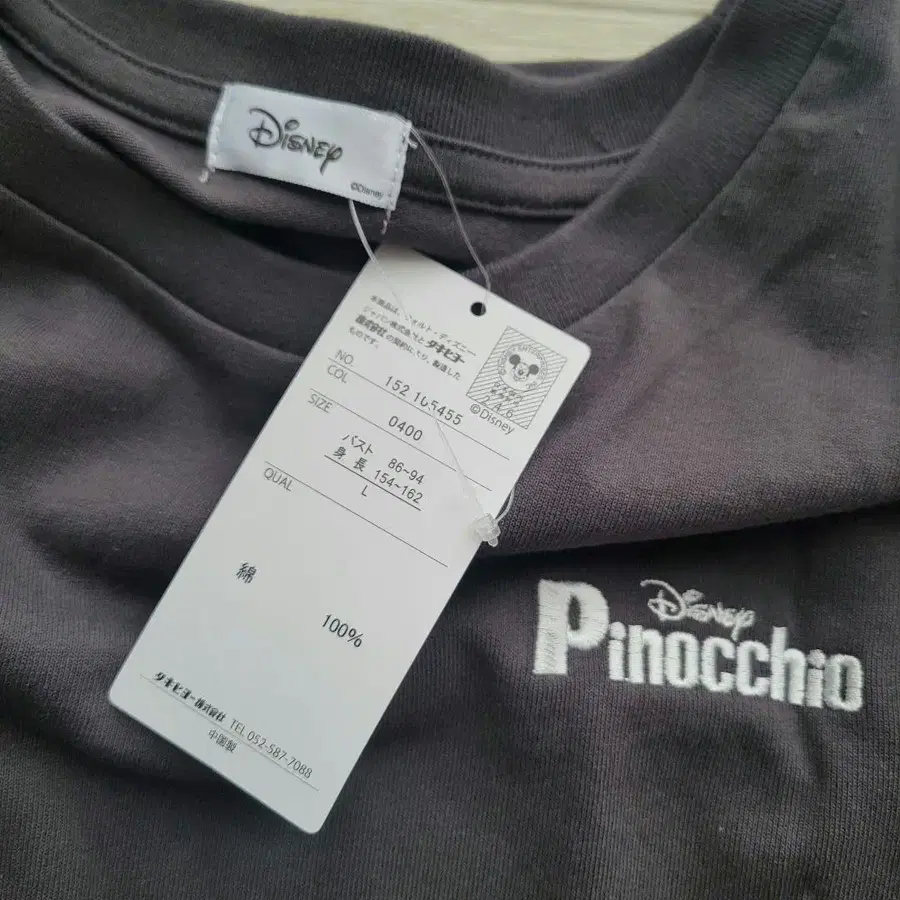 Disney
©Disney
本商品は、ウォルト・ディズニー
ジャパン株式会社と タキヒヨー
株式会社の契約により、製造した
ものです。
2A6
©Disney
NO. 152 165455
COL 0400
SIZE バスト 86~94
身長 154~162
L
QUAL
綿 100%
タキヒヨー株式会社 TEL 052-587-7088
中国製
Disney
Pinocchio